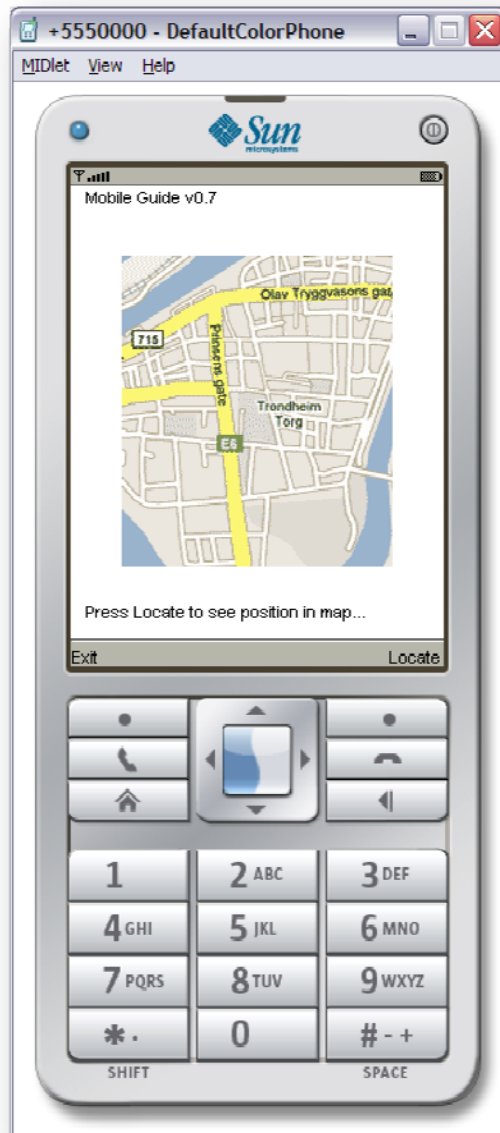 +5550000 - DefaultColorPhone
MIDlet View Help
Sun
microsystems
Mobile Guide v0.7
Olav Tryggvasons gat
715
Prinsens gate
Trondheim
Torg
E6
Press Locate to see position in map...
Exit Locate
1 2 ABC 3 DEF
4 GHI 5 JKL 6 MNO
7 PQRS 8 TUV 9 WXYZ
* . 0 # - +
SHIFT SPACE